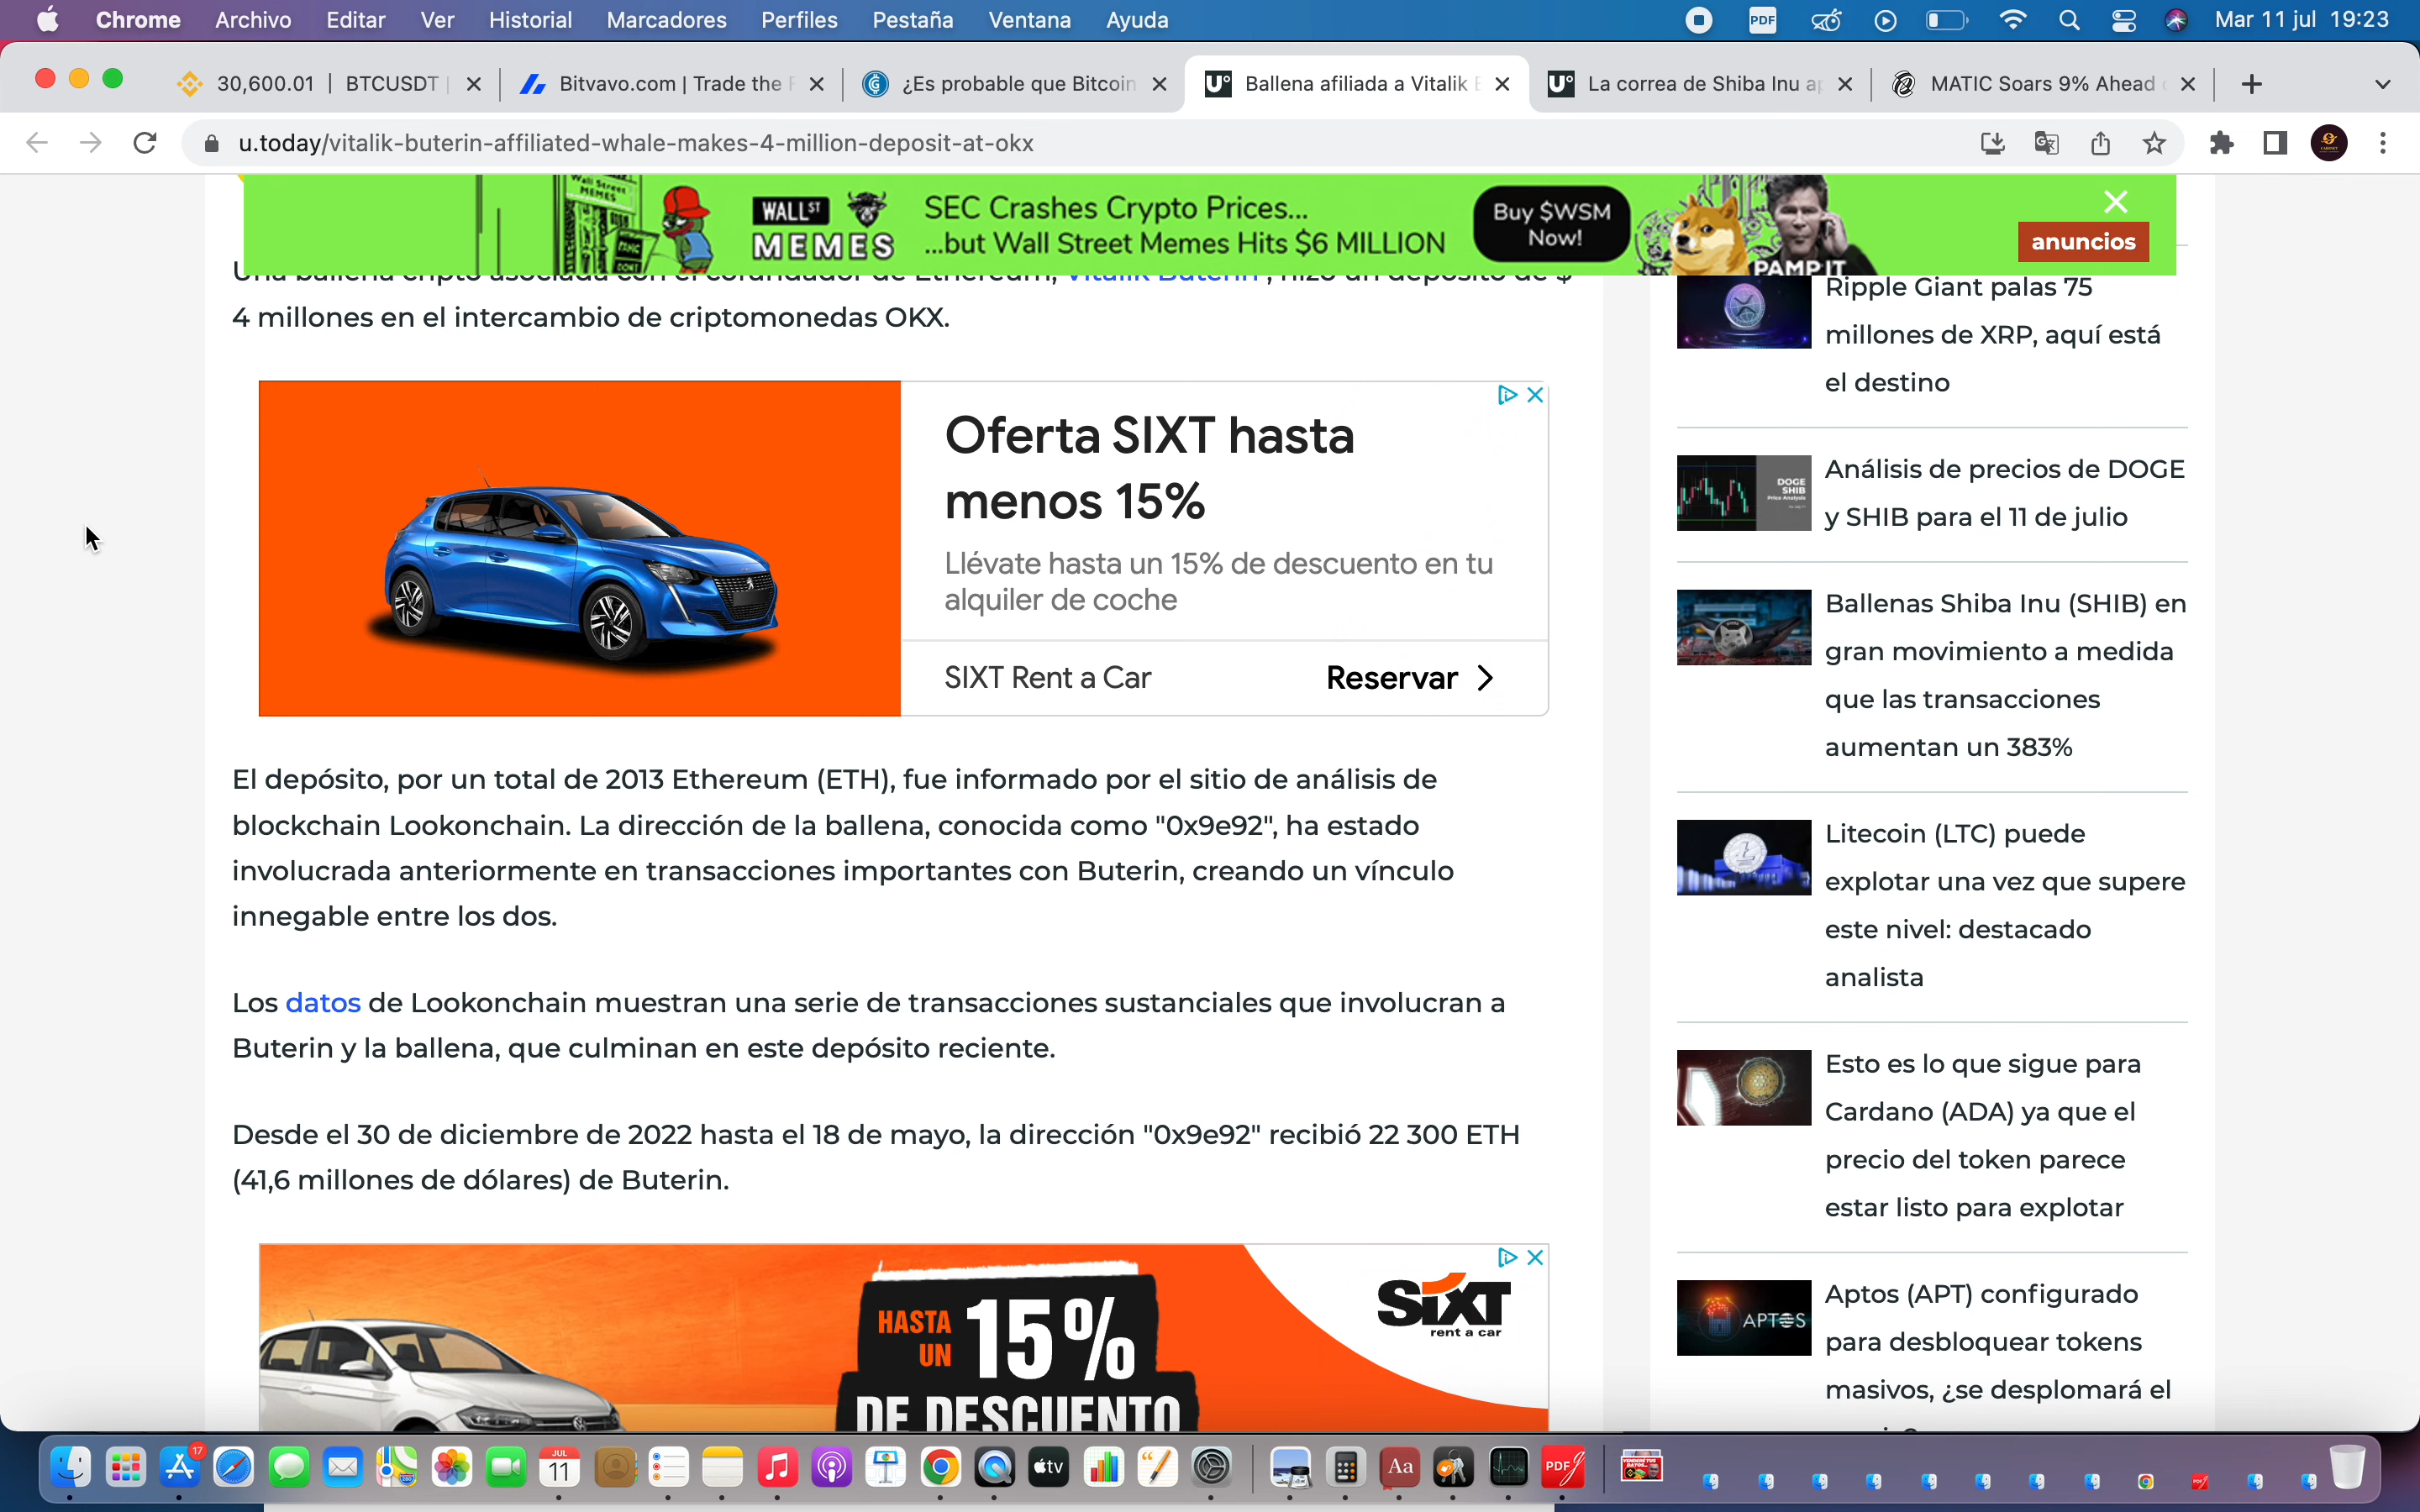 Chrome Archivo Editar Ver Historial Marcadores Perfiles Pestaña Ventana Ayuda
PDF
Mar 11 jul 19:23
30,600.01 | BTCUSDT |
Bitvavo.com | Trade the
¿Es probable que Bitcoin
Ballena afiliada a Vitalik
La correa de Shiba Inu
MATIC Soars 9% Ahead
u.today/vitalik-buterin-affiliated-whale-makes-4-million-deposit-at-okx
Wall Street
MEMES
WALL ST
MEMES
SEC Crashes Crypto Prices...
...but Wall Street Memes Hits $6 MILLION
Buy $WSM
Now!
PAMP IT
anuncios
Una ballena cripto asociada con el cofundador de Ethereum, Vitalik Buterin , hizo un depósito de $
4 millones en el intercambio de criptomonedas OKX.
Oferta SIXT hasta
menos 15%
Llévate hasta un 15% de descuento en tu
alquiler de coche
SIXT Rent a Car
Reservar
El depósito, por un total de 2013 Ethereum (ETH), fue informado por el sitio de análisis de
blockchain Lookonchain. La dirección de la ballena, conocida como "0x9e92", ha estado
involucrada anteriormente en transacciones importantes con Buterin, creando un vínculo
innegable entre los dos.
Los datos de Lookonchain muestran una serie de transacciones sustanciales que involucran a
Buterin y la ballena, que culminan en este depósito reciente.
Desde el 30 de diciembre de 2022 hasta el 18 de mayo, la dirección "0x9e92" recibió 22 300 ETH
(41,6 millones de dólares) de Buterin.
HASTA
UN
15%
DE DESCUENTO
SIXT
rent a car
Ripple Giant palas 75
millones de XRP, aquí está
el destino
DOGE
SHIB
Price Analysis
Análisis de precios de DOGE
y SHIB para el 11 de julio
Ballenas Shiba Inu (SHIB) en
gran movimiento a medida
que las transacciones
aumentan un 383%
Litecoin (LTC) puede
explotar una vez que supere
este nivel: destacado
analista
Esto es lo que sigue para
Cardano (ADA) ya que el
precio del token parece
estar listo para explotar
APTOS
Aptos (APT) configurado
para desbloquear tokens
masivos, ¿se desplomará el
17
JUL
11
tv
Aa
PDF